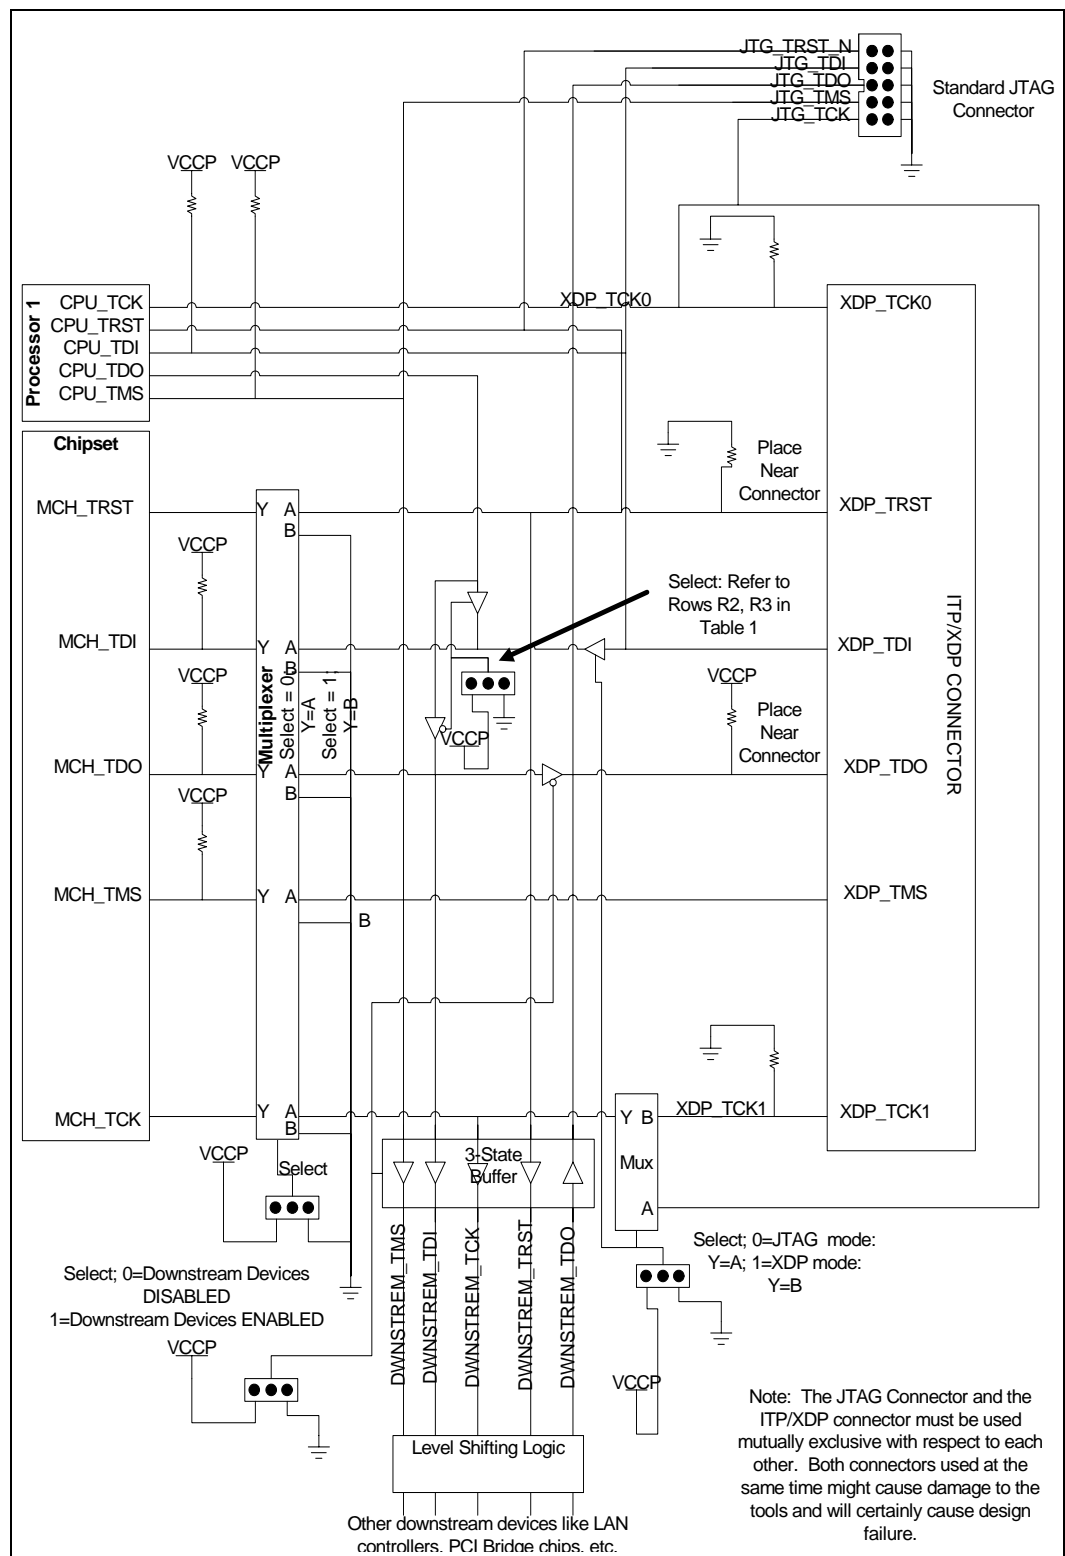 JTG_TRST_N
JTG_TDI
JTG_TDO
JTG_TMS
JTG_TCK
Standard JTAG
Connector
VCCP
VCCP
Processor 1
CPU_TCK
CPU_TRST
CPU_TDI
CPU_TDO
CPU_TMS
XDP_TCK0
XDP_TCK0
Chipset
Place
Near
Connector
MCH_TRST
Y A
B
XDP_TRST
VCCP
Select: Refer to
Rows R2, R3 in
Table 1
ITP/XDP CONNECTOR
MCH_TDI
Y A
B
XDP_TDI
VCCP
VCCP
Multiplexer
Select = 0;
Y=A
Select = 1;
Y=B
VCCP
Place
Near
Connector
MCH_TDO
Y A
B
XDP_TDO
VCCP
MCH_TMS
Y A
B
XDP_TMS
MCH_TCK
Y A
B
Y B
XDP_TCK1
XDP_TCK1
Mux
A
VCCP
Select
3-State
Buffer
DWNSTREM_TMS
DWNSTREM_TDI
DWNSTREM_TCK
DWNSTREM_TRST
DWNSTREM_TDO
Select; 0=JTAG mode:
Y=A; 1=XDP mode:
Y=B
Select; 0=Downstream Devices
DISABLED
1=Downstream Devices ENABLED
VCCP
VCCP
Level Shifting Logic
Note: The JTAG Connector and the
ITP/XDP connector must be used
mutually exclusive with respect to each
other. Both connectors used at the
same time might cause damage to the
tools and will certainly cause design
failure.
Other downstream devices like LAN
controllers, PCI Bridge chips, etc.